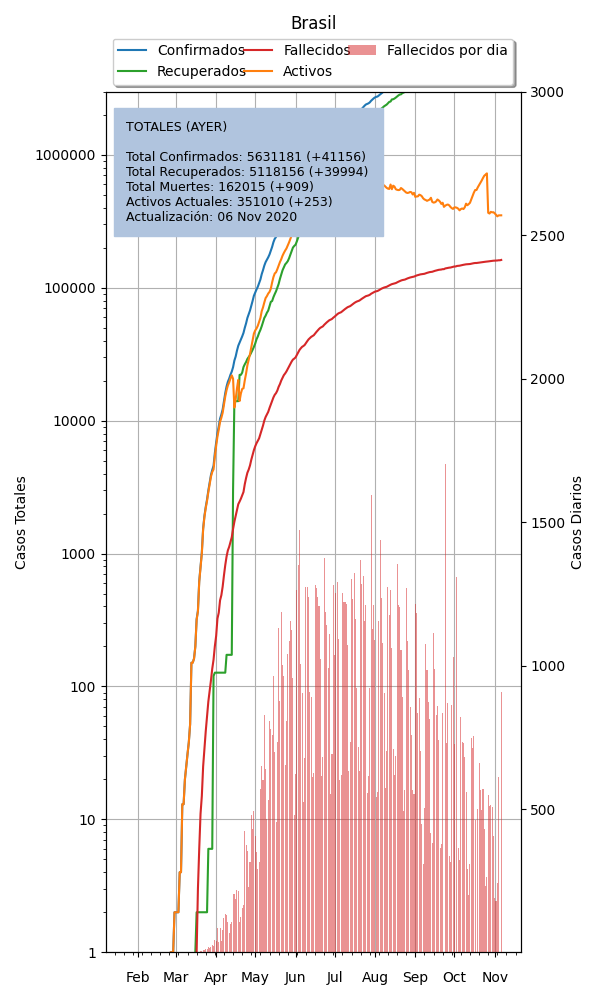 Brasil
Confirmados Fallecidos Fallecidos por dia
Recuperados Activos
TOTALES (AYER)
Total Confirmados: 5631181 (+41156)
Total Recuperados: 5118156 (+39994)
Total Muertes: 162015 (+909)
Activos Actuales: 351010 (+253)
Actualización: 06 Nov 2020
Casos Totales
1000000
100000
10000
1000
100
10
1
3000
2500
2000
1500
1000
500
Casos Diarios
Feb Mar Apr May Jun Jul Aug Sep Oct Nov